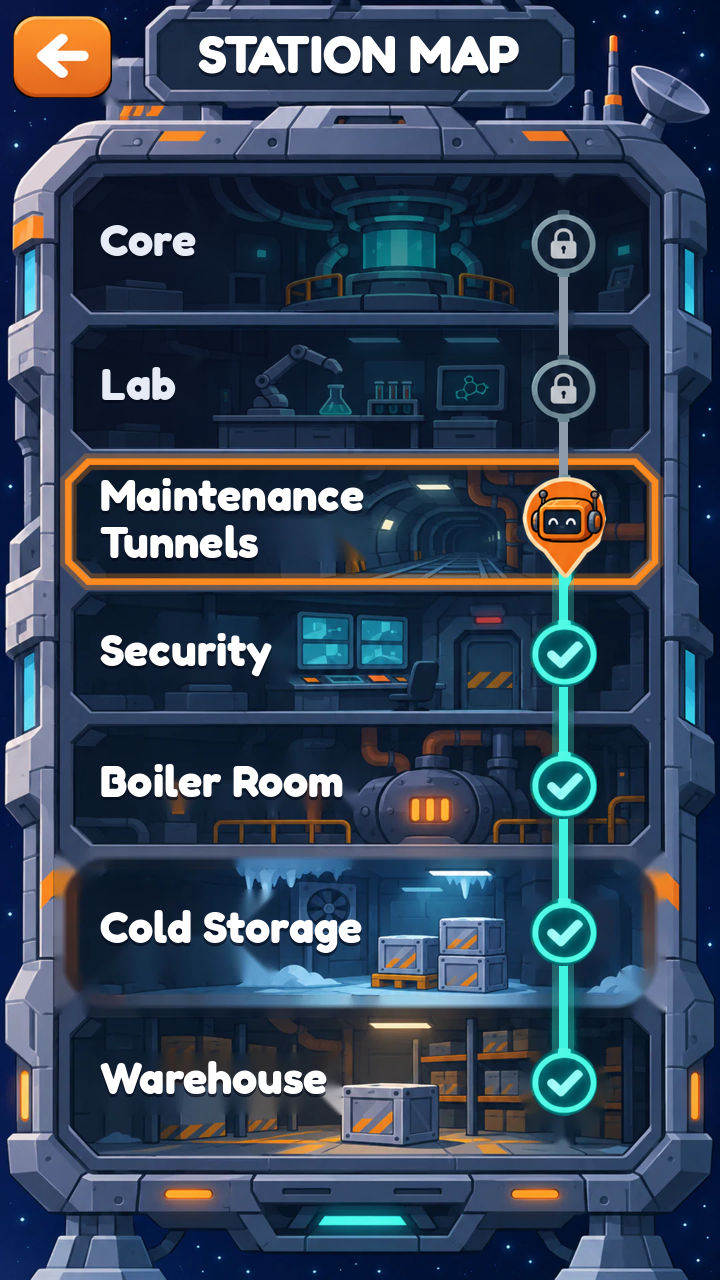 STATION MAP
Core
Lab
Maintenance
Tunnels
Security
Boiler Room
Cold Storage
Warehouse